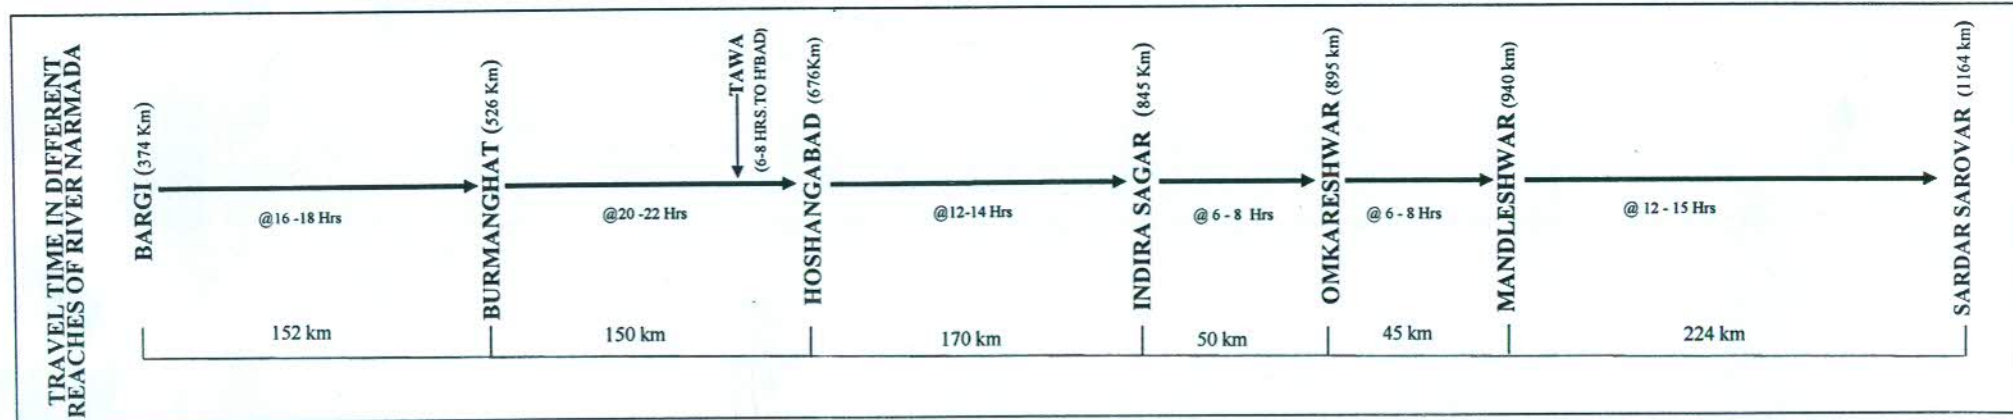 TRAVEL TIME IN DIFFERENT
REACHES OF RIVER NARMADA
BARGI (374 Km)
@16 -18 Hrs
BURMANGHAT (526 Km)
@20 -22 Hrs
TAWA
(6-8 HRS.TO H'BAD)
HOSHANGABAD (676Km)
@12-14 Hrs
INDIRA SAGAR (845 Km)
@ 6 - 8 Hrs
OMKARESHWAR (895 km)
@ 6 - 8 Hrs
MANDLESHWAR (940 km)
@ 12 - 15 Hrs
SARDAR SAROVAR (1164 km)
152 km
150 km
170 km
50 km
45 km
224 km